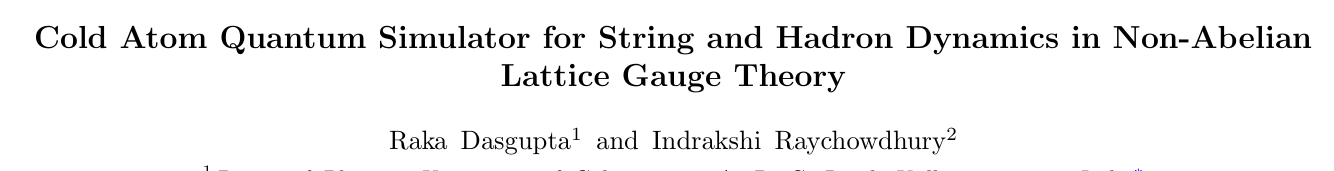 Cold Atom Quantum Simulator for String and Hadron Dynamics in Non-Abelian
Lattice Gauge Theory
Raka Dasgupta¹ and Indrakshi Raychowdhury²